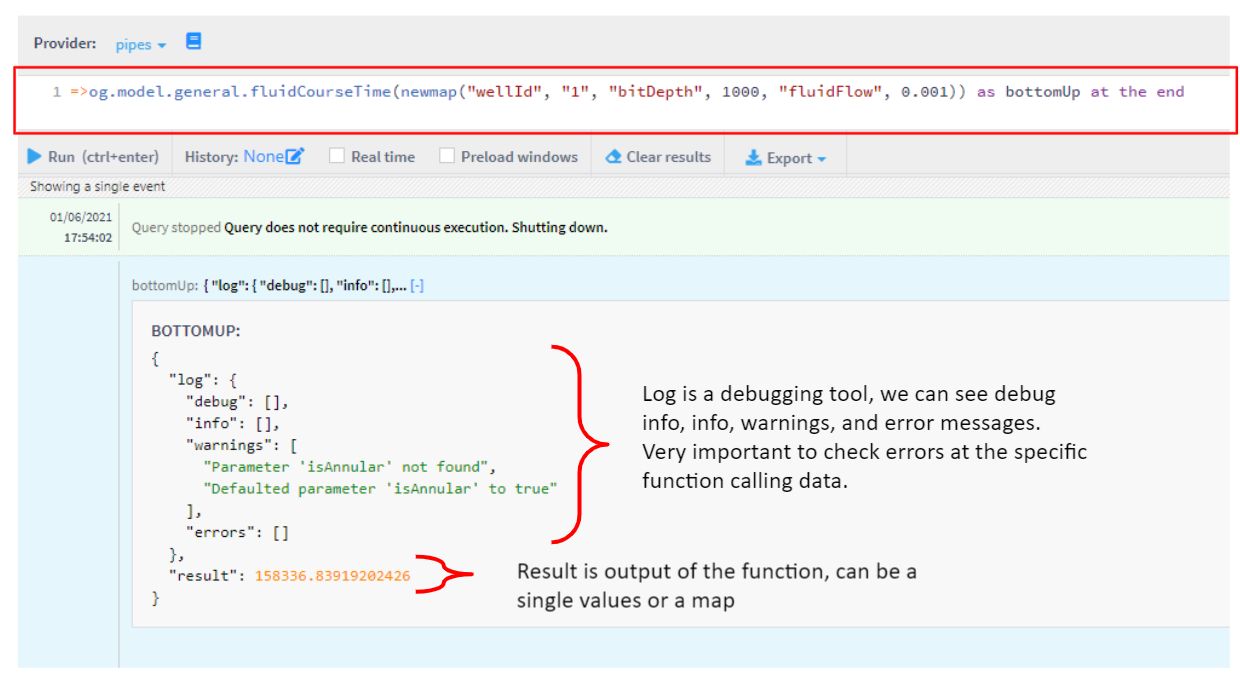 Provider: pipes
1 =>og.model.general.fluidCourseTime(newmap("wellId", "1", "bitDepth", 1000, "fluidFlow", 0.001)) as bottomUp at the end
Run (ctrl+enter) History: None Real time Preload windows Clear results Export
Showing a single event
01/06/2021
17:54:02
Query stopped Query does not require continuous execution. Shutting down.
bottomUp: { "log": { "debug": [], "info": [],... [-]
BOTTOMUP:
{
"log": {
"debug": [],
"info": [],
"warnings": [
"Parameter 'isAnnular' not found",
"Defaulted parameter 'isAnnular' to true"
],
"errors": []
},
"result": 158336.83919202426
}
Log is a debugging tool, we can see debug
info, info, warnings, and error messages.
Very important to check errors at the specific
function calling data.
Result is output of the function, can be a
single values or a map